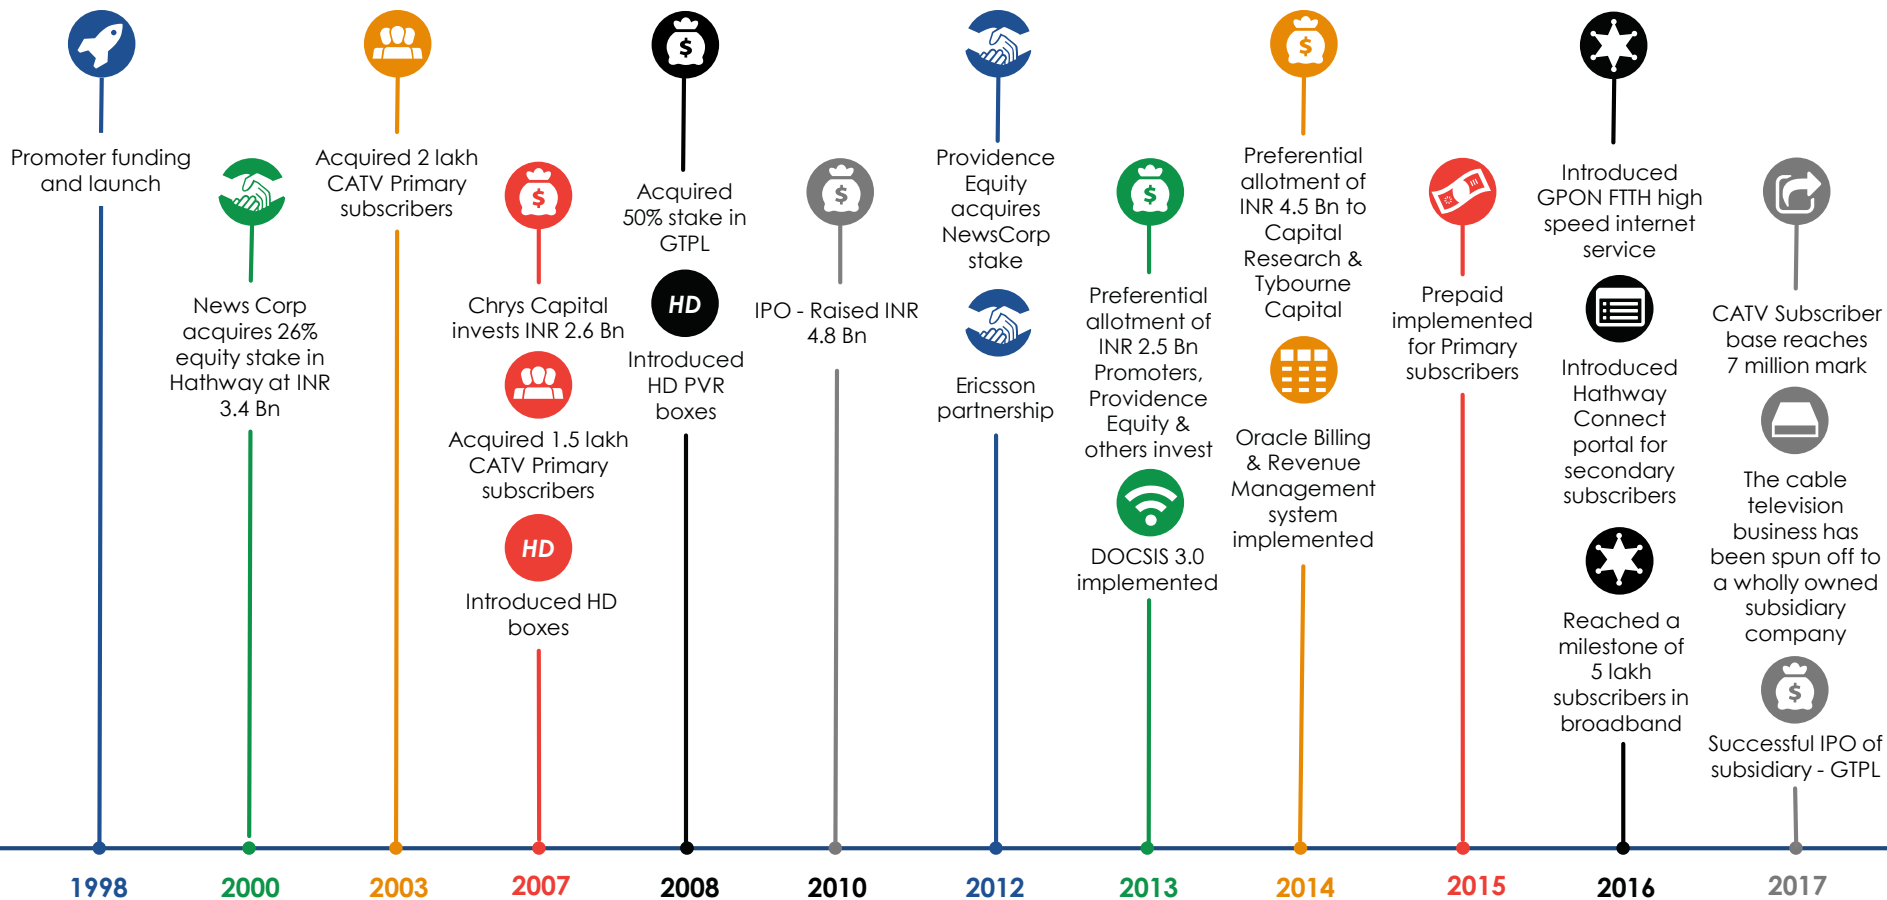 Promoter funding
and launch
1998
News Corp
acquires 26%
equity stake in
Hathway at INR
3.4 Bn
2000
Acquired 2 lakh
CATV Primary
subscribers
2003
$
Chrys Capital
invests INR 2.6 Bn
Acquired 1.5 lakh
CATV Primary
subscribers
HD
Introduced HD
boxes
2007
$
Acquired
50% stake in
GTPL
HD
Introduced
HD PVR
boxes
2008
$
IPO - Raised INR
4.8 Bn
2010
Providence
Equity
acquires
NewsCorp
stake
Ericsson
partnership
2012
$
Preferential
allotment of
INR 2.5 Bn
Promoters,
Providence
Equity &
others invest
DOCSIS 3.0
implemented
2013
$
Preferential
allotment of
INR 4.5 Bn to
Capital
Research &
Tybourne
Capital
Oracle Billing
& Revenue
Management
system
implemented
2014
Prepaid
implemented
for Primary
subscribers
2015
Introduced
GPON FTTH high
speed internet
service
Introduced
Hathway
Connect
portal for
secondary
subscribers
Reached a
milestone of
5 lakh
subscribers in
broadband
2016
CATV Subscriber
base reaches
7 million mark
The cable
television
business has
been spun off to
a wholly owned
subsidiary
company
$
Successful IPO of
subsidiary - GTPL
2017